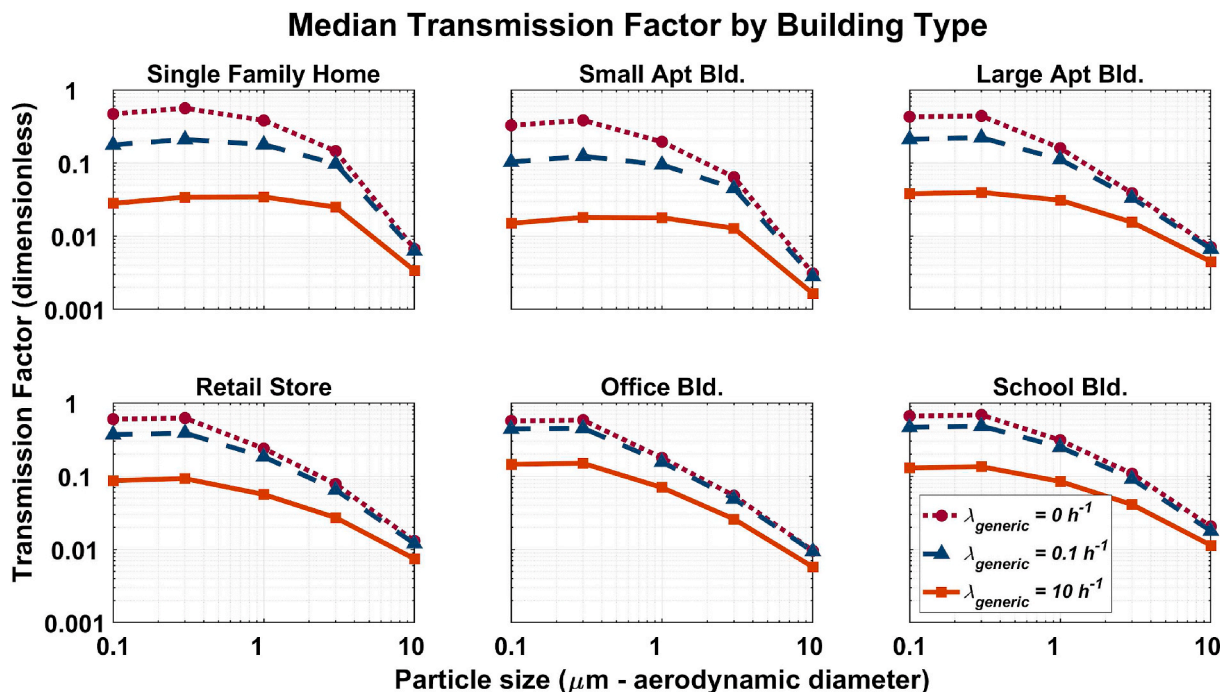 Median Transmission Factor by Building Type
Single Family Home
Small Apt Bld.
Large Apt Bld.
1
0.1
0.01
0.001
Transmission Factor (dimensionless)
Retail Store
Office Bld.
School Bld.
1
0.1
0.01
0.001
λgeneric = 0 h-1
λgeneric = 0.1 h-1
λgeneric = 10 h-1
0.1 1 10
0.1 1 10
0.1 1 10
Particle size (μm - aerodynamic diameter)